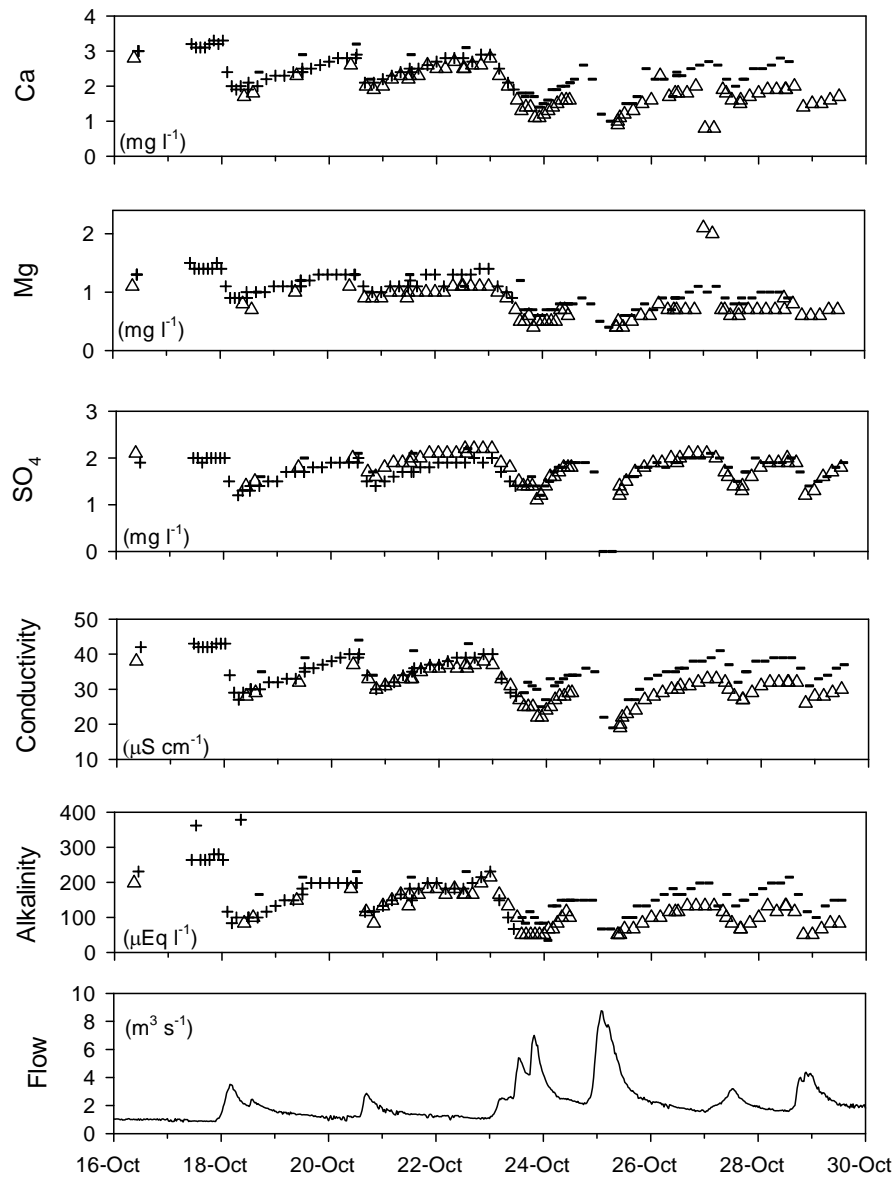 4
3
2
1
0
Ca
(mg l⁻¹)
2
1
0
Mg
(mg l⁻¹)
3
2
1
0
SO₄
(mg l⁻¹)
50
40
30
20
10
Conductivity
(μS cm⁻¹)
400
300
200
100
0
Alkalinity
(μEq l⁻¹)
10
8
6
4
2
0
Flow
(m³ s⁻¹)
16-Oct 18-Oct 20-Oct 22-Oct 24-Oct 26-Oct 28-Oct 30-Oct